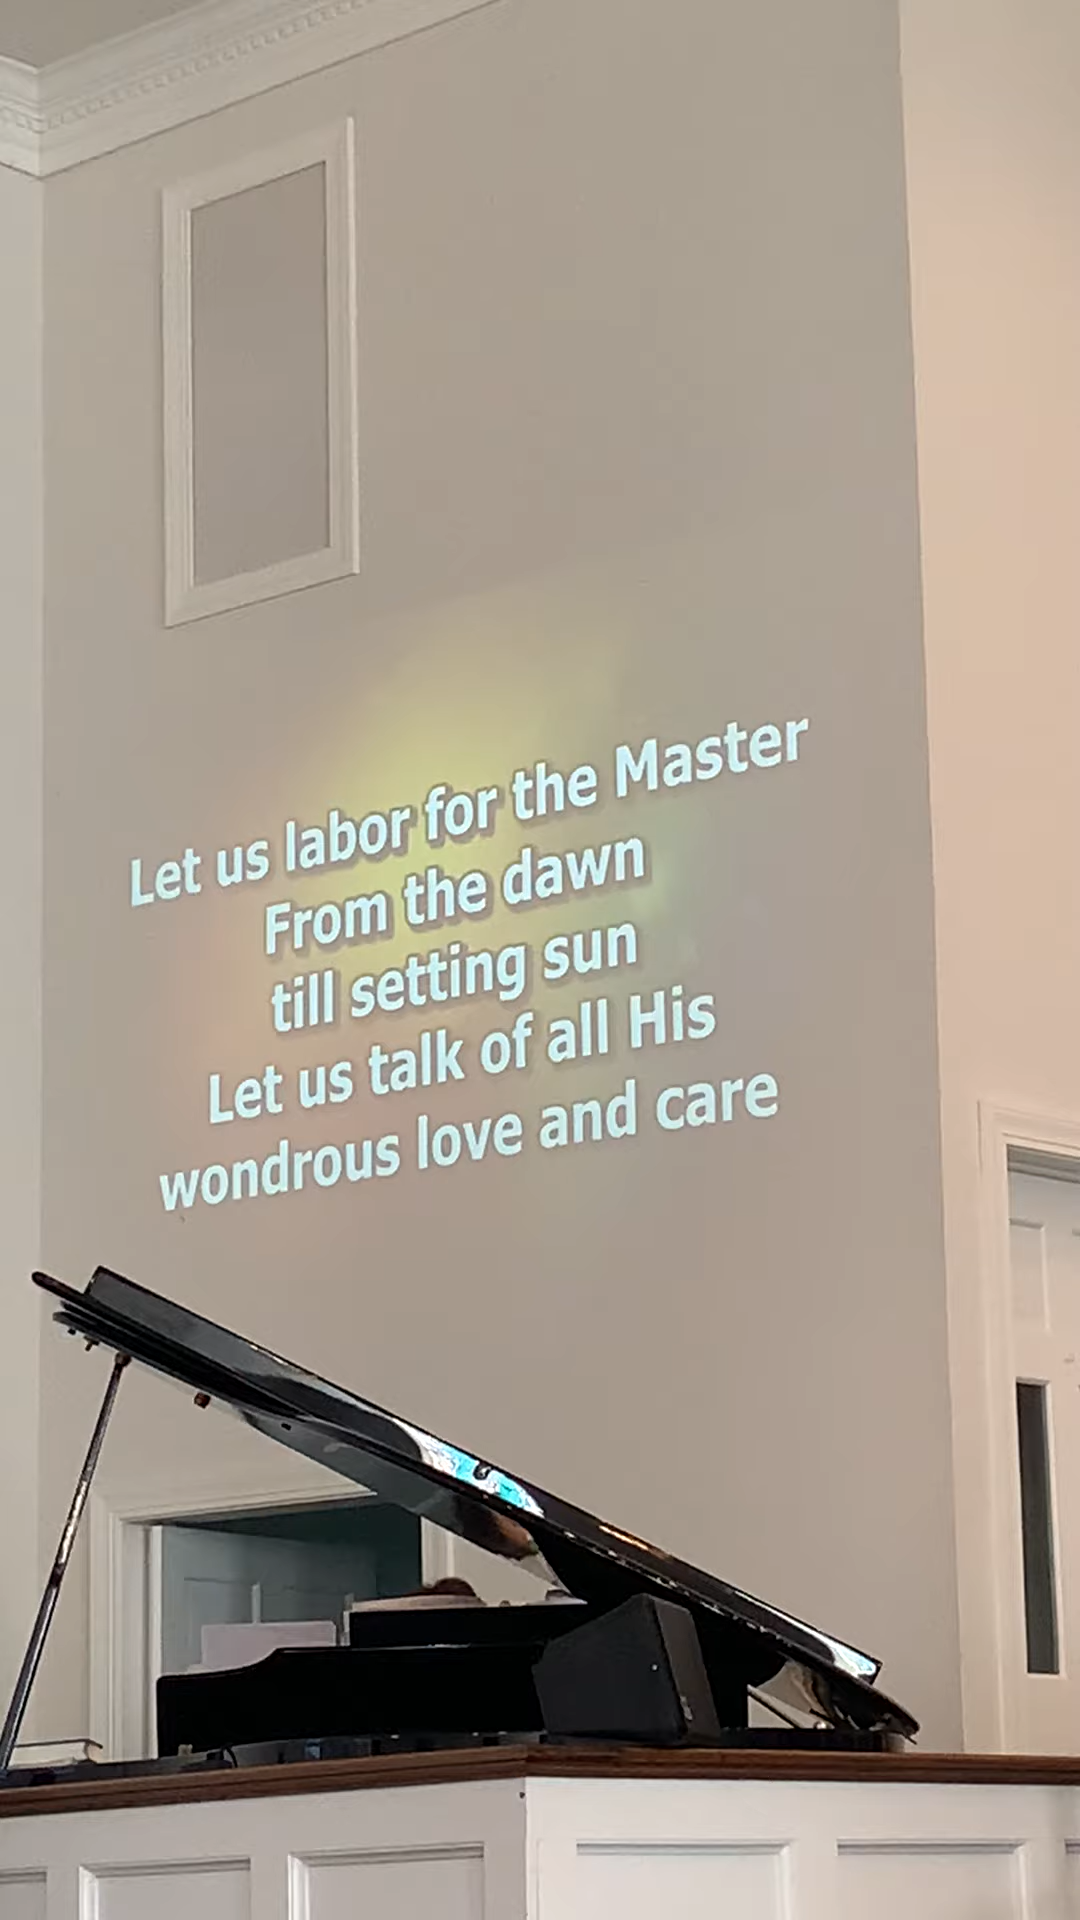 Let us labor for the Master
From the dawn
till setting sun
Let us talk of all His
wondrous love and care